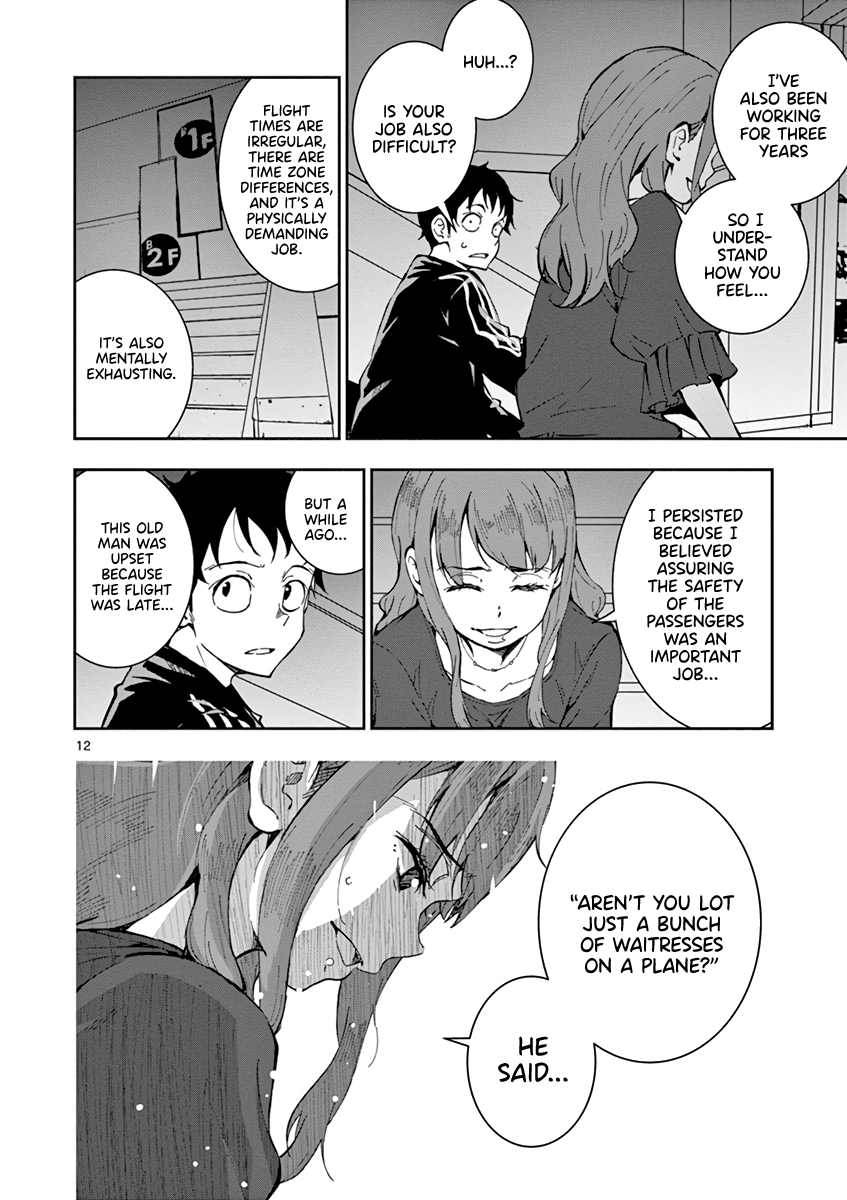 I'VE
ALSO BEEN
WORKING
FOR THREE
YEARS
SO I
UNDER-
STAND
HOW YOU
FEEL...
HUH...?
IS YOUR
JOB ALSO
DIFFICULT?
FLIGHT
TIMES ARE
IRREGULAR,
THERE ARE
TIME ZONE
DIFFERENCES,
AND IT'S A
PHYSICALLY
DEMANDING
JOB.
B
1F
B
2F
IT'S ALSO
MENTALLY
EXHAUSTING.
I PERSISTED
BECAUSE I
BELIEVED
ASSURING
THE SAFETY
OF THE
PASSENGERS
WAS AN
IMPORTANT
JOB...
BUT A
WHILE
AGO...
THIS OLD
MAN WAS
UPSET
BECAUSE
THE FLIGHT
WAS LATE...
12
"AREN'T YOU LOT
JUST A BUNCH
OF WAITRESSES
ON A PLANE?"
HE
SAID...